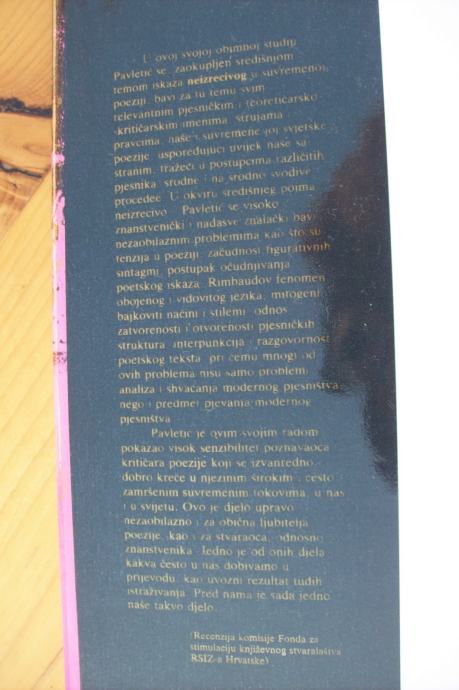 U ovoj svojoj obimnoj studiji
Pavletić se, zaokupljen središnjom
temom iskaza neizrecivog u suvremenoj
poeziji, bavi za tu temu svim
relevantnim pjesničkim i teoretičarsko-
-kritičarskim imenima, strujama i
pravcima, naše i suvremene joj svjetske
poezije, uspoređujući uvijek naše sa
stranim, tražeći u postupcima različitih
pjesnika srodne i na srodno svodive
procedee. U okviru središnjeg pojma
neizrecivo Pavletić se visoko
znanstvenički i nadasve znalački bavi
nezaobilaznim problemima kao što su
tenzija u poeziji, začudnost figurativnih
sintagmi, postupak očudnjivanja
poetskog iskaza, Rimbaudov fenomen
obojenog i vidovitog jezika, mitogeni
bajkoviti načini i stilemi, odnos
zatvorenosti i otvorenosti pjesničkih
struktura, interpunkcija i razgovornost
poetskog teksta, pri čemu mnogi od
ovih problema nisu samo problemi
analiza i shvaćanja modernog pjesništva
nego i predmet pjevanja modernog
pjesništva.
Pavletić je ovim svojim radom
pokazao visok senzibilitet poznavaoca
kritičara poezije koji se izvanredno
dobro kreće u njezinim širokim i često
zamršenim suvremenim tokovima, u nas
i u svijetu. Ovo je djelo upravo
nezaobilazno i za obična ljubitelja
poezije, kao i za stvaraoca, odnosno
znanstvenika. Jedno je od onih djela
kakva često u nas dobivamo u
prijevodu, kao uvozni rezultat tuđih
istraživanja. Pred nama je sada jedno
naše takvo djelo.
(Recenzija komisije Fonda za
stimulaciju književnog stvaralaštva
RSIZ-a Hrvatske)